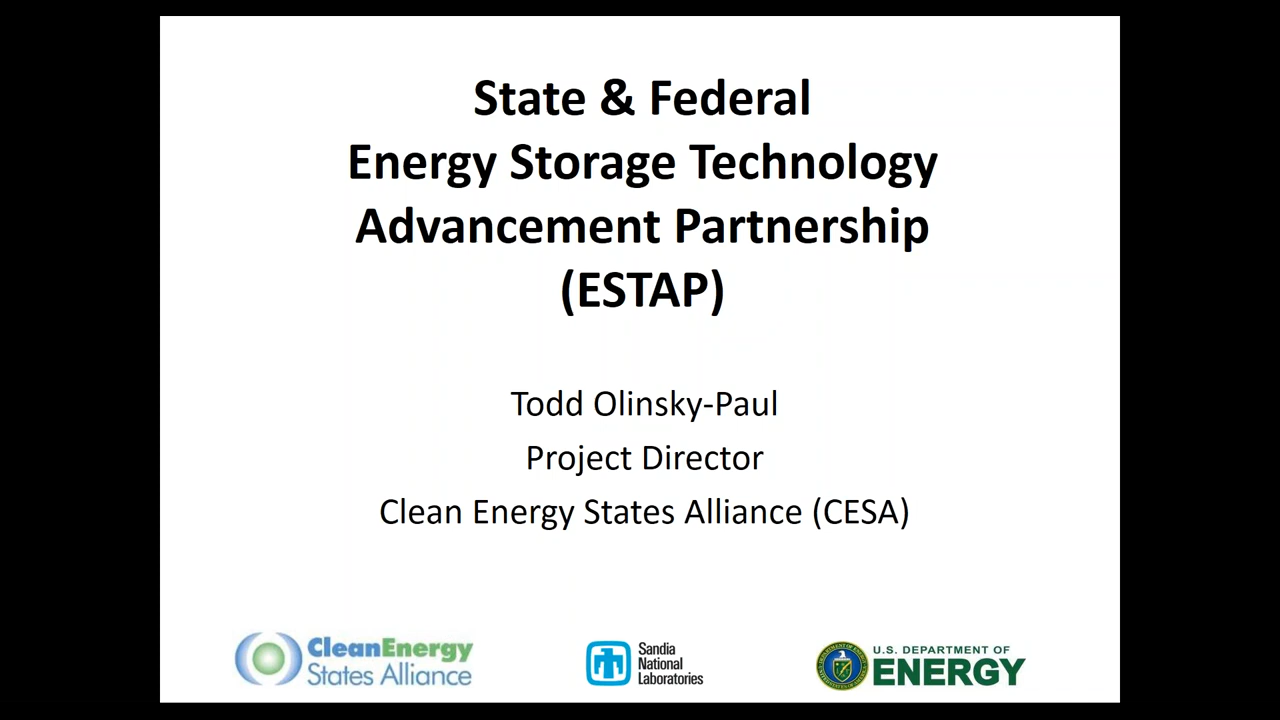 State & Federal
Energy Storage Technology
Advancement Partnership
(ESTAP)
Todd Olinsky-Paul
Project Director
Clean Energy States Alliance (CESA)
CleanEnergy
States Alliance
Sandia
National
Laboratories
U.S. DEPARTMENT OF
ENERGY